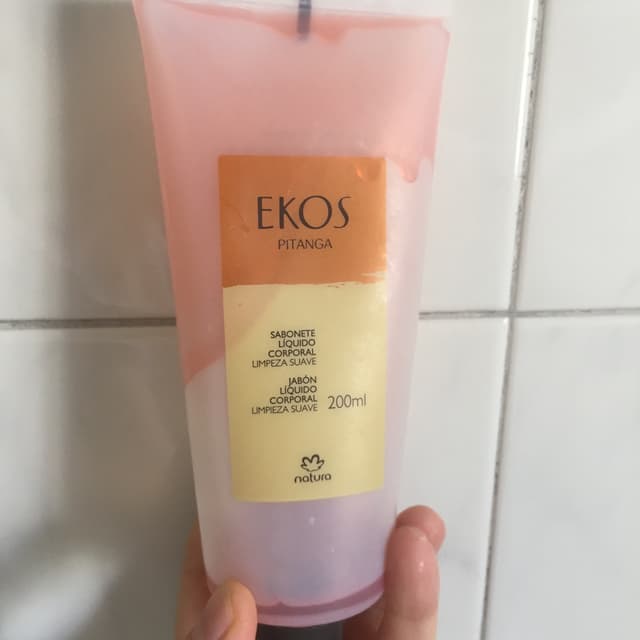 EKOS
PITANGA
SABONETE
LÍQUIDO
CORPORAL
LIMPEZA SUAVE
JABÓN
LÍQUIDO
CORPORAL
LIMPIEZA SUAVE 200ml
natura